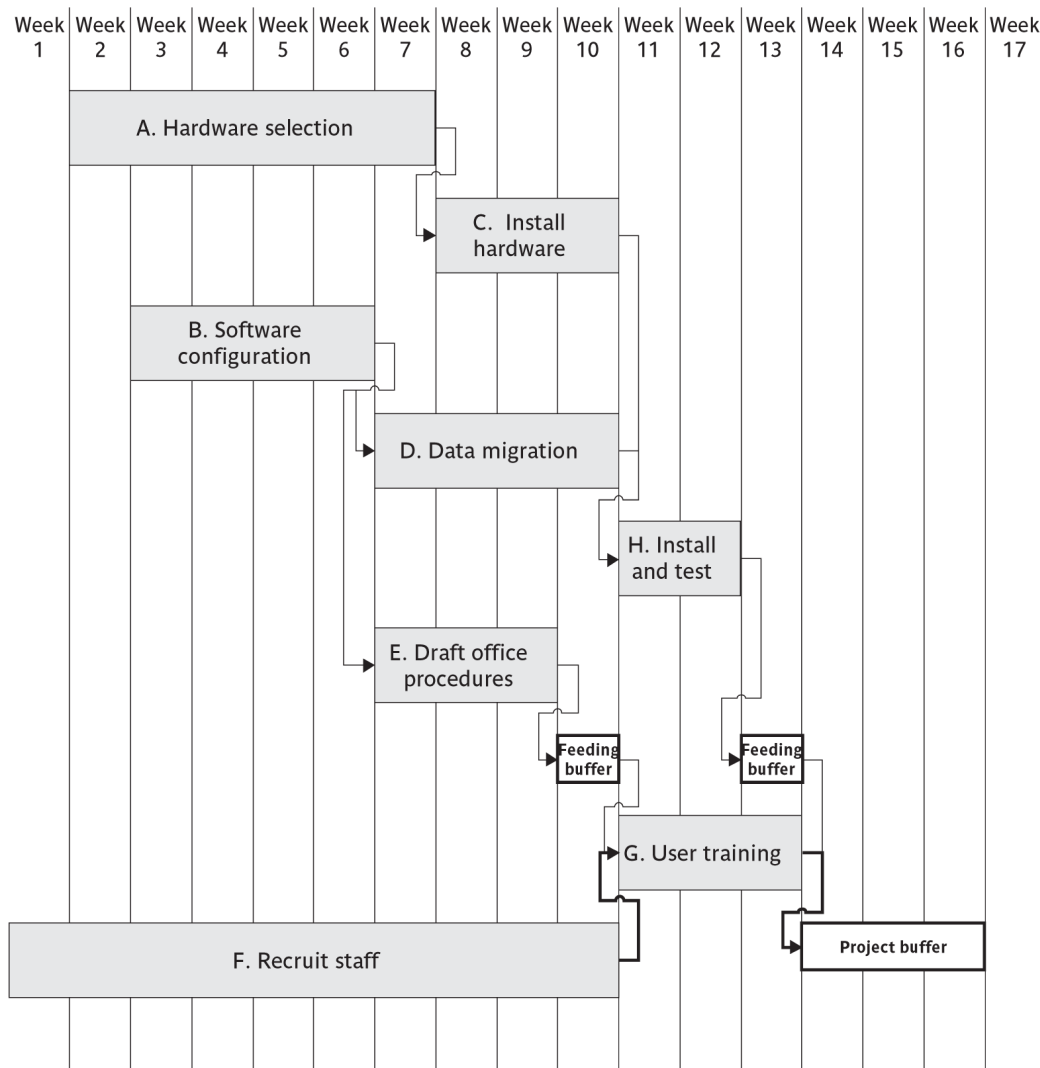 Week Week Week Week Week Week Week Week Week Week Week Week Week Week Week Week Week
1 2 3 4 5 6 7 8 9 10 11 12 13 14 15 16 17
A. Hardware selection
C. Install
hardware
B. Software
configuration
D. Data migration
H. Install
and test
E. Draft office
procedures
Feeding
buffer
Feeding
buffer
G. User training
Project buffer
F. Recruit staff